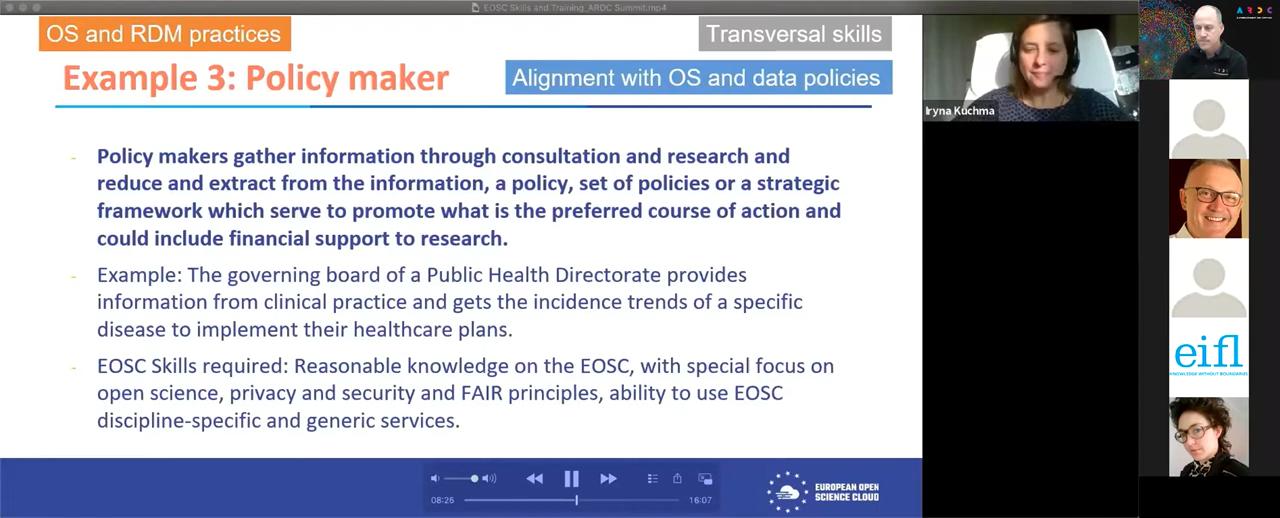 EOSC Skills and Training_ARDC Summit.mp4
OS and RDM practices
Transversal skills
Example 3: Policy maker
Alignment with OS and data policies
- Policy makers gather information through consultation and research and
reduce and extract from the information, a policy, set of policies or a strategic
framework which serve to promote what is the preferred course of action and
could include financial support to research.
- Example: The governing board of a Public Health Directorate provides
information from clinical practice and gets the incidence trends of a specific
disease to implement their healthcare plans.
- EOSC Skills required: Reasonable knowledge on the EOSC, with special focus on
open science, privacy and security and FAIR principles, ability to use EOSC
discipline-specific and generic services.
08:26
16:07
EUROPEAN OPEN
SCIENCE CLOUD
Iryna Kuchma
ARDC
eifl
KNOWLEDGE WITHOUT BOUNDARIES